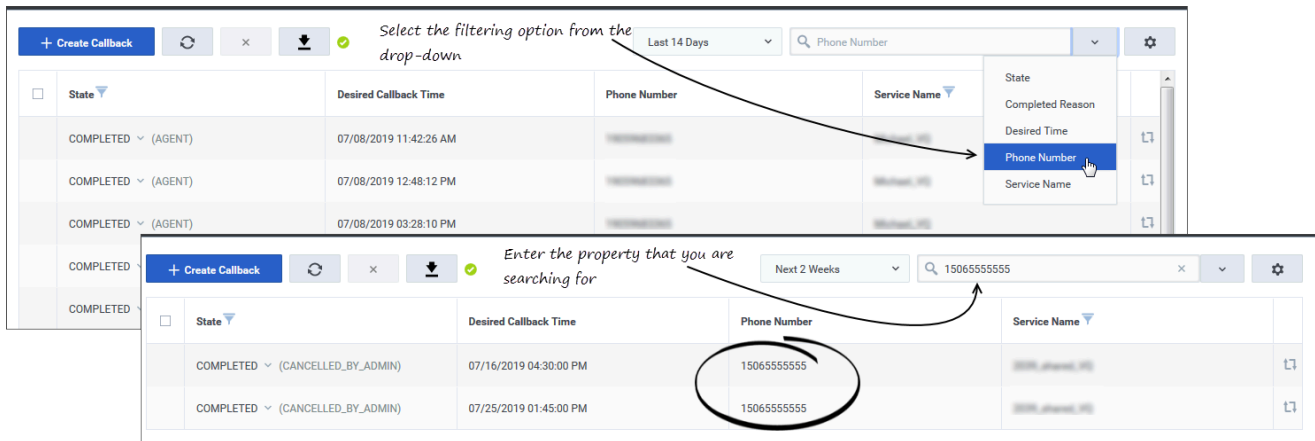 + Create Callback
Select the filtering option from the
drop-down
Last 14 Days
Phone Number
State
Desired Callback Time
Phone Number
Service Name
State
Completed Reason
Desired Time
Phone Number
Service Name
COMPLETED (AGENT)
07/08/2019 11:42:26 AM
COMPLETED (AGENT)
07/08/2019 12:48:12 PM
COMPLETED (AGENT)
07/08/2019 03:28:10 PM
COMPLETED
COMPLETED
+ Create Callback
Enter the property that you are
searching for
Next 2 Weeks
15065555555
State
Desired Callback Time
Phone Number
Service Name
COMPLETED (CANCELLED_BY_ADMIN)
07/16/2019 04:30:00 PM
15065555555
COMPLETED (CANCELLED_BY_ADMIN)
07/25/2019 01:45:00 PM
15065555555